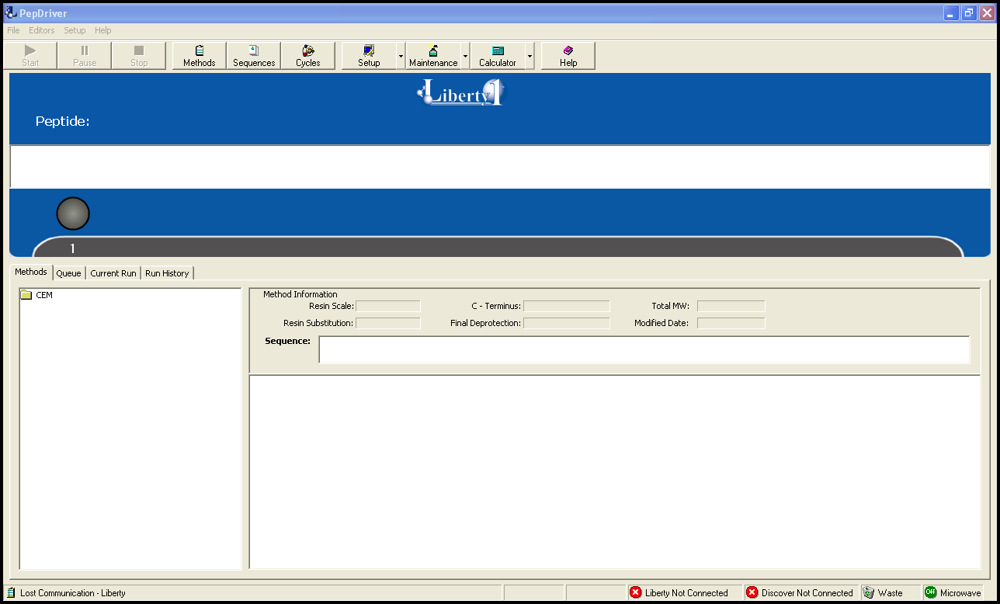 PepDriver
File Editors Setup Help
Start Pause Stop Methods Sequences Cycles Setup Maintenance Calculator Help
Liberty1
Peptide:
1
Methods Queue Current Run Run History
CEM
Method Information
Resin Scale: C - Terminus: Total MW:
Resin Substitution: Final Deprotection: Modified Date:
Sequence:
Lost Communication - Liberty Liberty Not Connected Discover Not Connected Waste Off Microwave